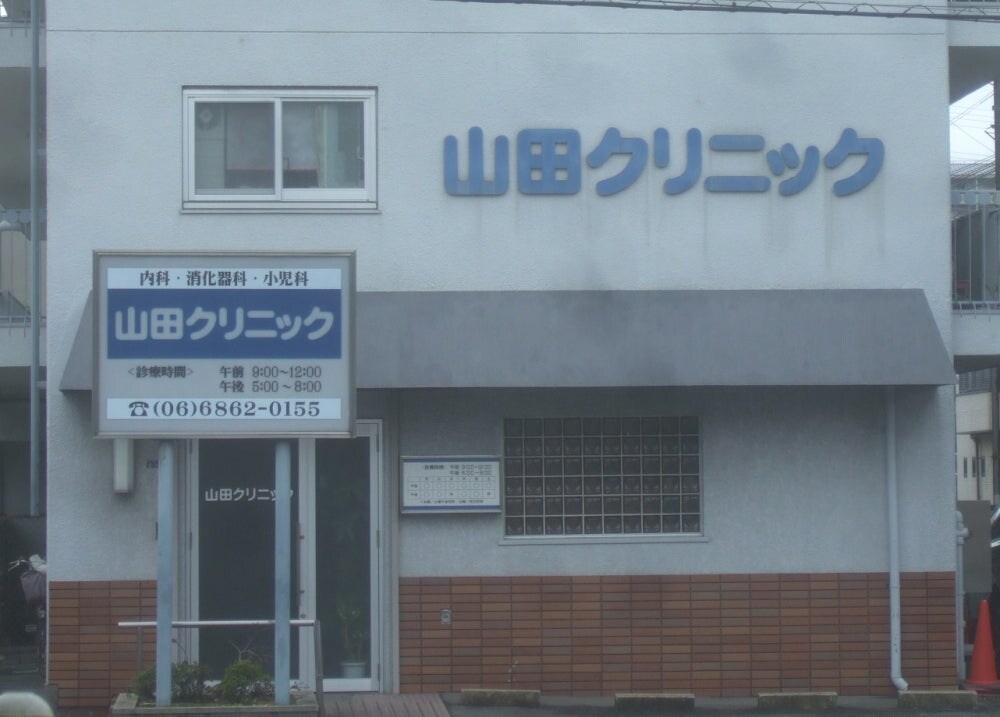 山田クリニック
内科・消化器科・小児科
山田クリニック
<診療時間> 午前 9:00~12:00
午後 5:00~8:00
☎(06)6862-0155
山田クリニック